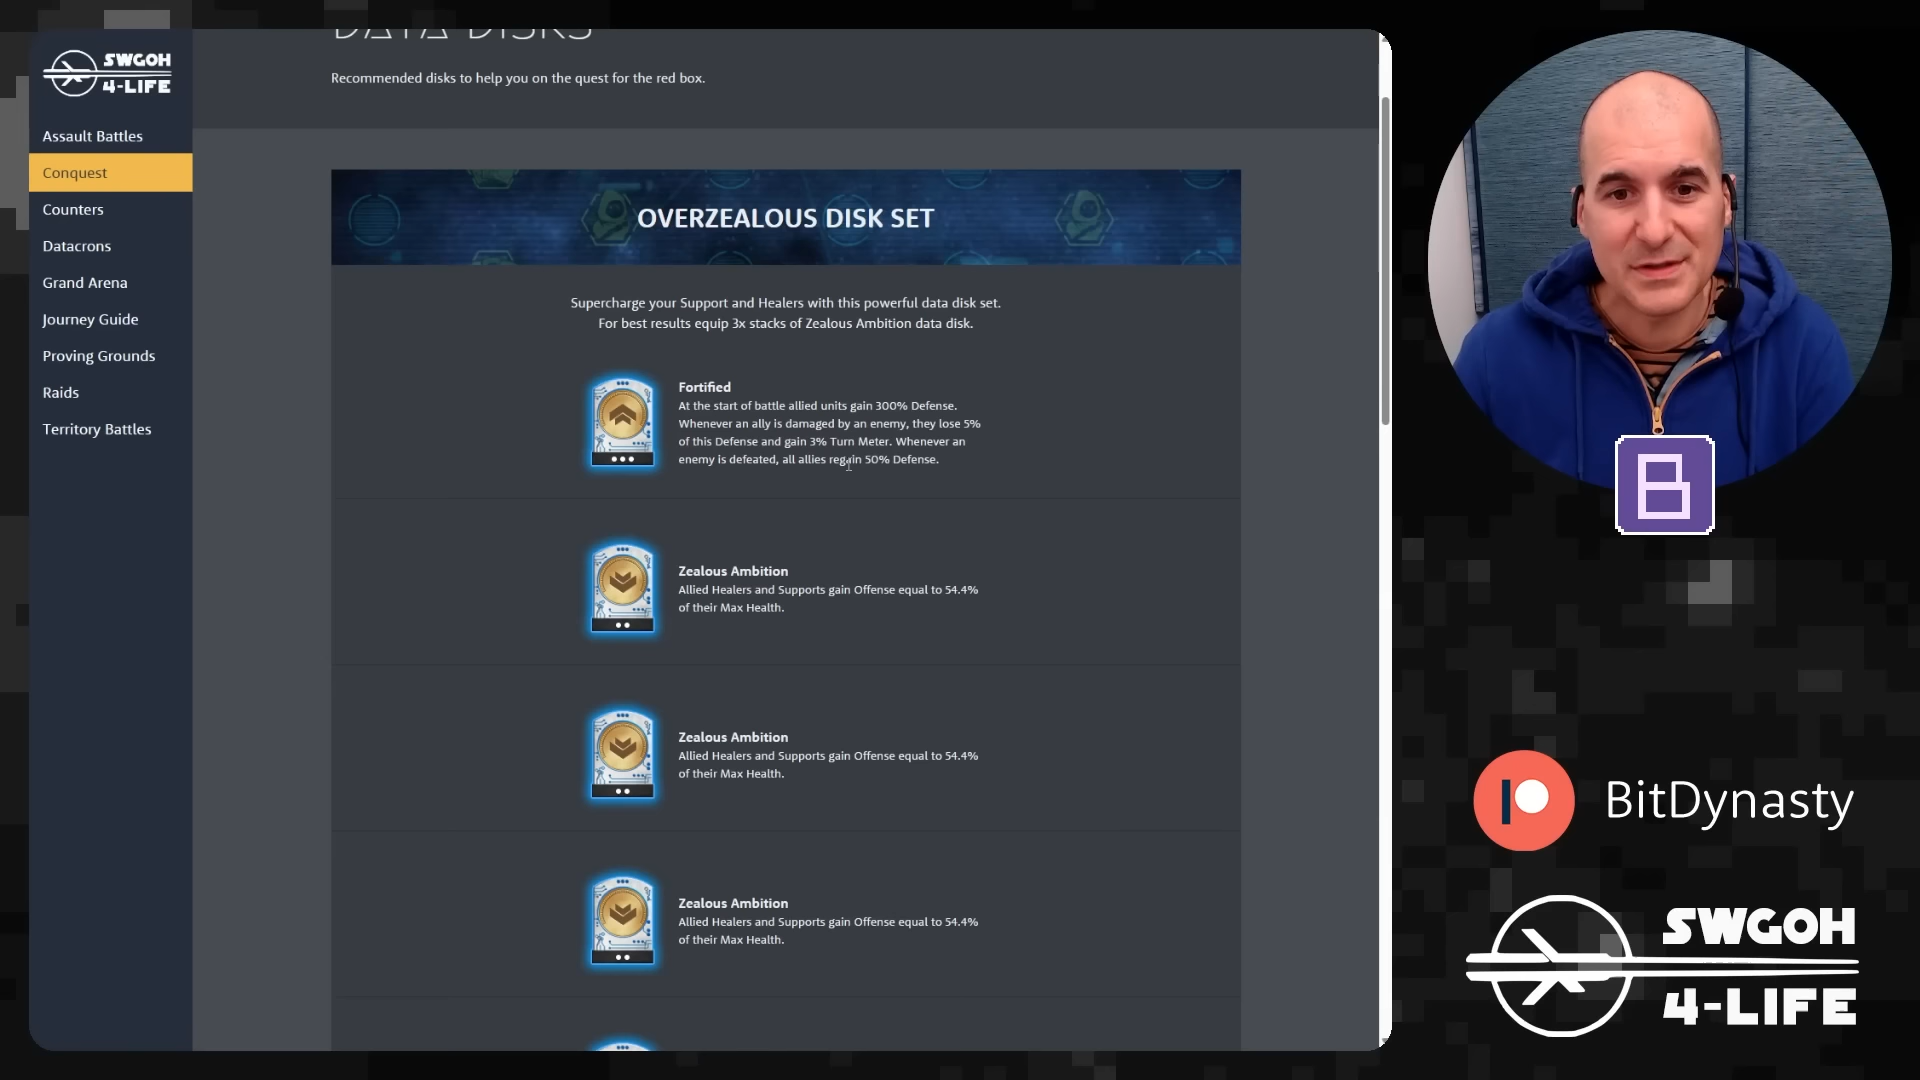 DATA DISKS
Recommended disks to help you on the quest for the red box.
SWGOH
4-LIFE
Assault Battles
Conquest
Counters
Datacrons
Grand Arena
Journey Guide
Proving Grounds
Raids
Territory Battles
OVERZEALOUS DISK SET
Supercharge your Support and Healers with this powerful data disk set.
For best results equip 3x stacks of Zealous Ambition data disk.
Fortified
At the start of battle allied units gain 300% Defense.
Whenever an ally is damaged by an enemy, they lose 5%
of this Defense and gain 3% Turn Meter. Whenever an
enemy is defeated, all allies regain 50% Defense.
Zealous Ambition
Allied Healers and Supports gain Offense equal to 54.4%
of their Max Health.
Zealous Ambition
Allied Healers and Supports gain Offense equal to 54.4%
of their Max Health.
Zealous Ambition
Allied Healers and Supports gain Offense equal to 54.4%
of their Max Health.
B
BitDynasty
SWGOH
4-LIFE